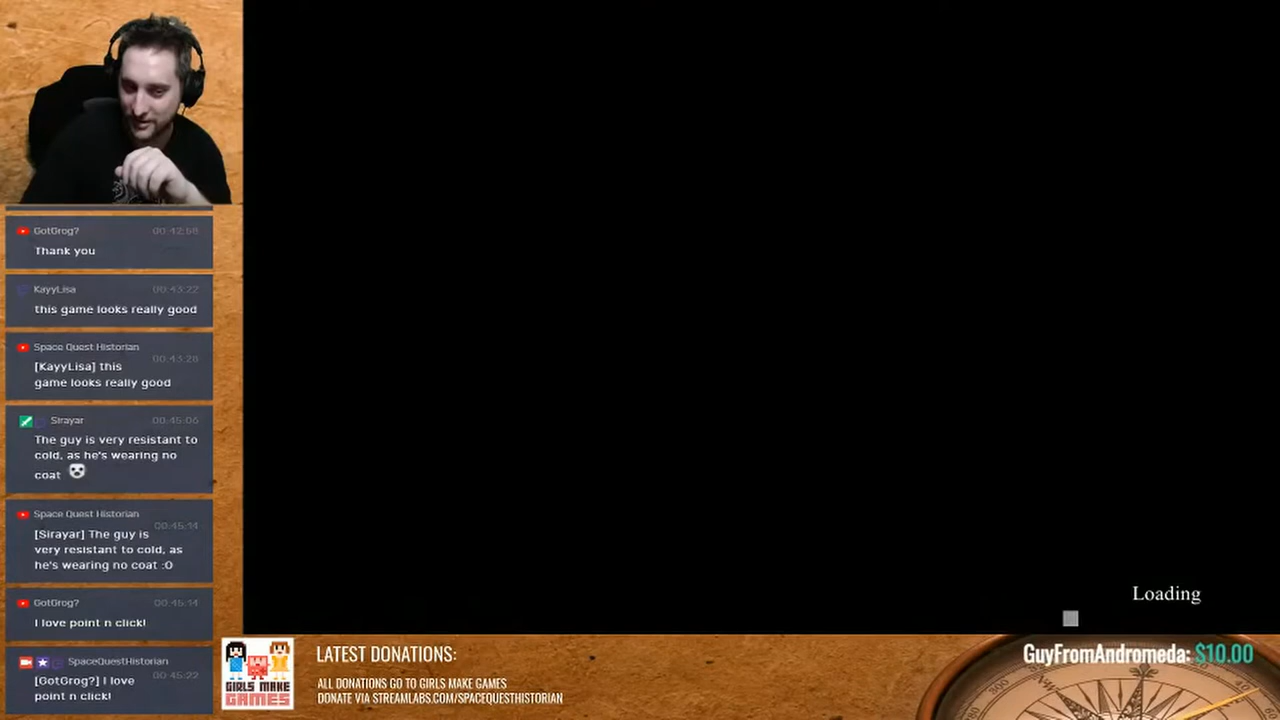 GotGrog?
00:42:58
Thank you
KayyLisa
00:43:22
this game looks really good
Space Quest Historian
00:43:28
[KayyLisa] this
game looks really good
Sirayar
00:45:06
The guy is very resistant to
cold, as he's wearing no
coat
Space Quest Historian
00:45:14
[Sirayar] The guy is
very resistant to cold, as
he's wearing no coat :O
GotGrog?
00:45:14
I love point n click!
SpaceQuestHistorian
00:45:22
[GotGrog?] I love
point n click!
Loading
GIRLS MAKE
GAMES
LATEST DONATIONS:
ALL DONATIONS GO TO GIRLS MAKE GAMES
DONATE VIA STREAMLABS.COM/SPACEQUESTHISTORIAN
GuyFromAndromeda: $10.00